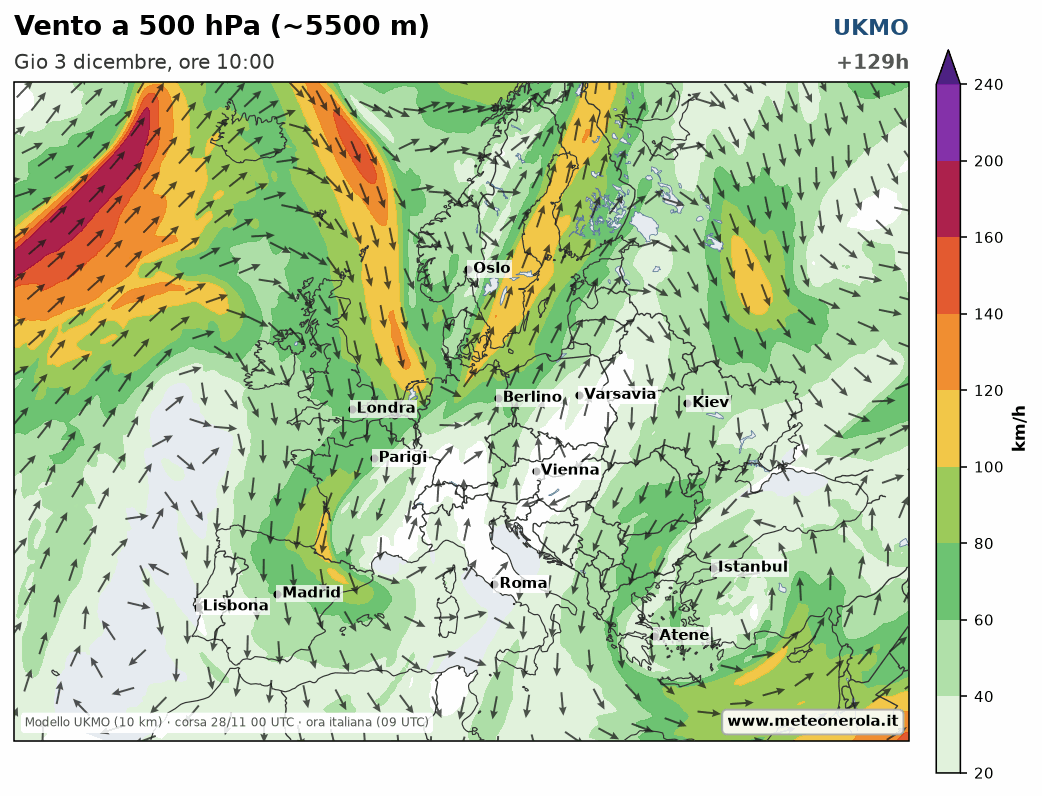 Vento a 500 hPa (~5500 m)
UKMO
Gio 3 dicembre, ore 10:00
+129h
240
200
160
140
120
100
80
60
40
20
km/h
Oslo
Londra
Berlino
Varsavia
Kiev
Parigi
Vienna
Istanbul
Roma
Madrid
Lisbona
Atene
Modello UKMO (10 km) · corsa 28/11 00 UTC · ora italiana (09 UTC)
www.meteonerola.it